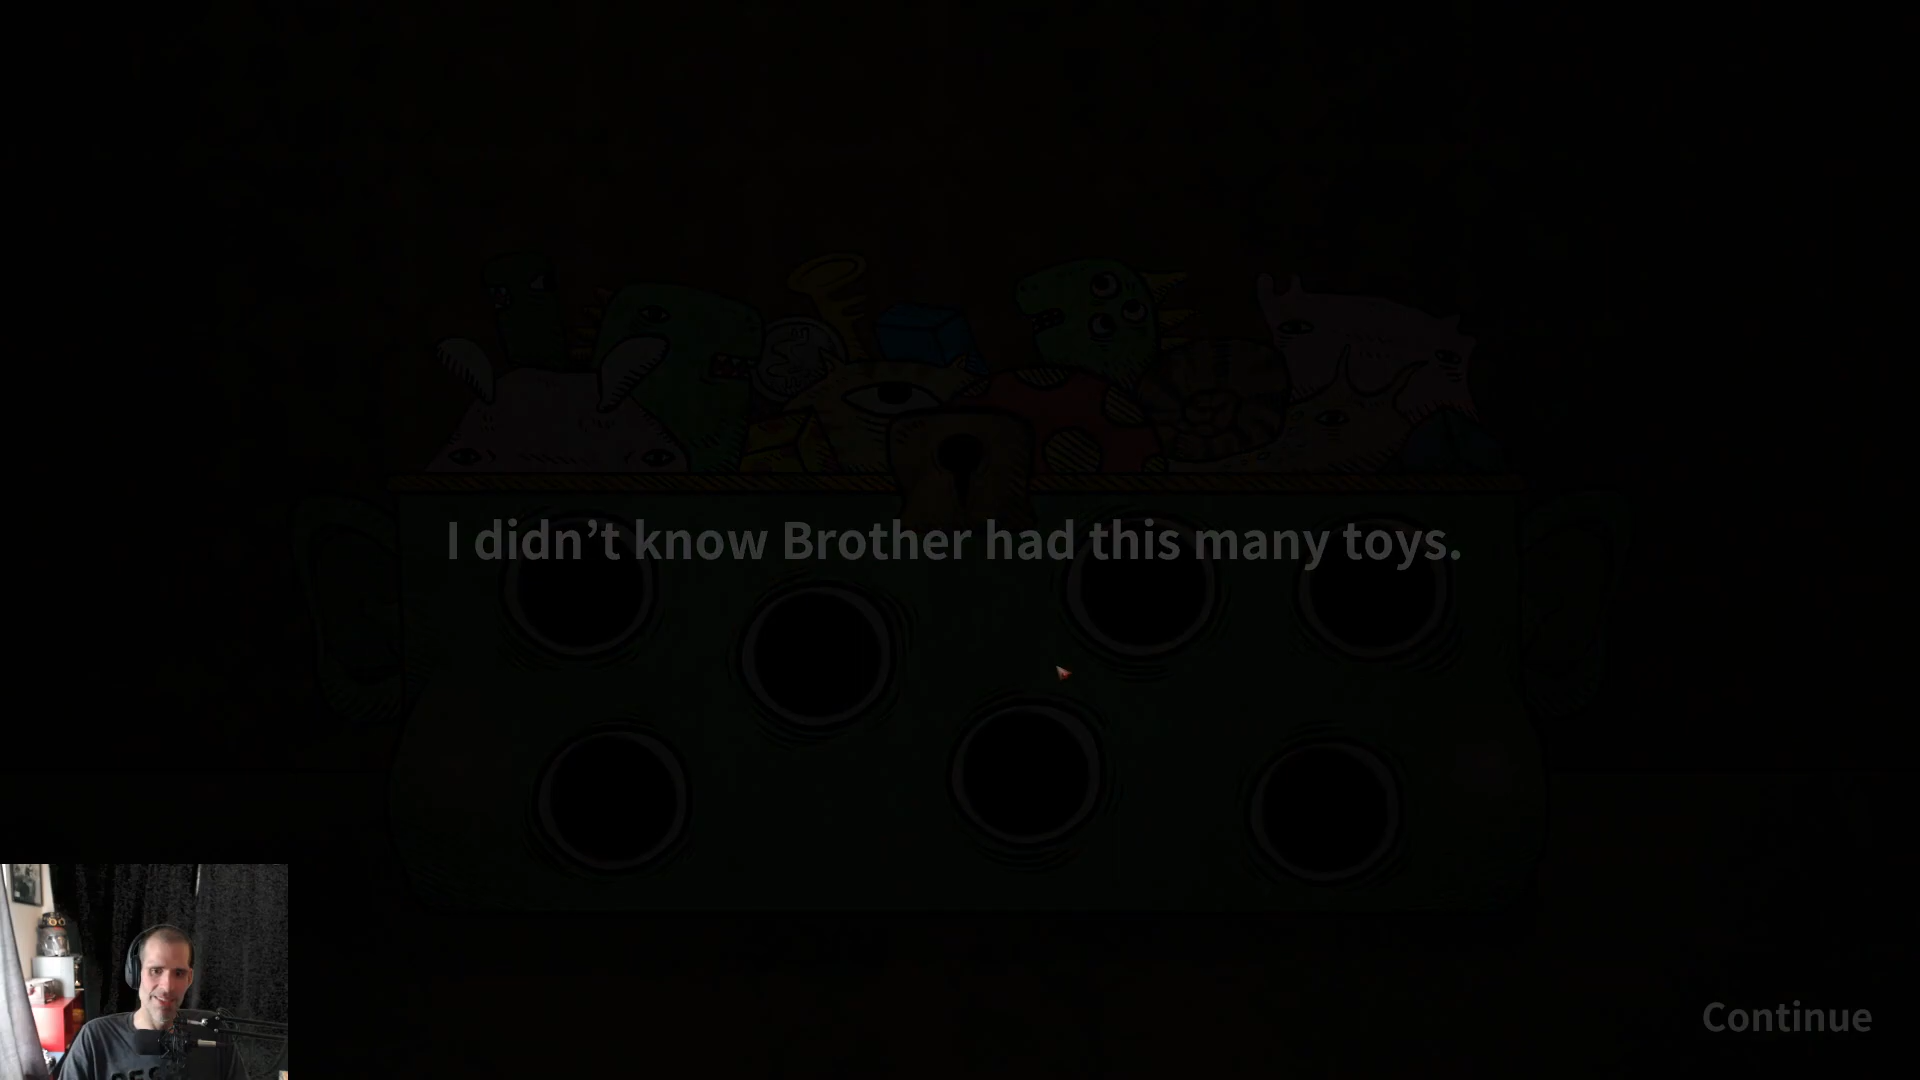 I didn’t know Brother had this many toys.
Continue